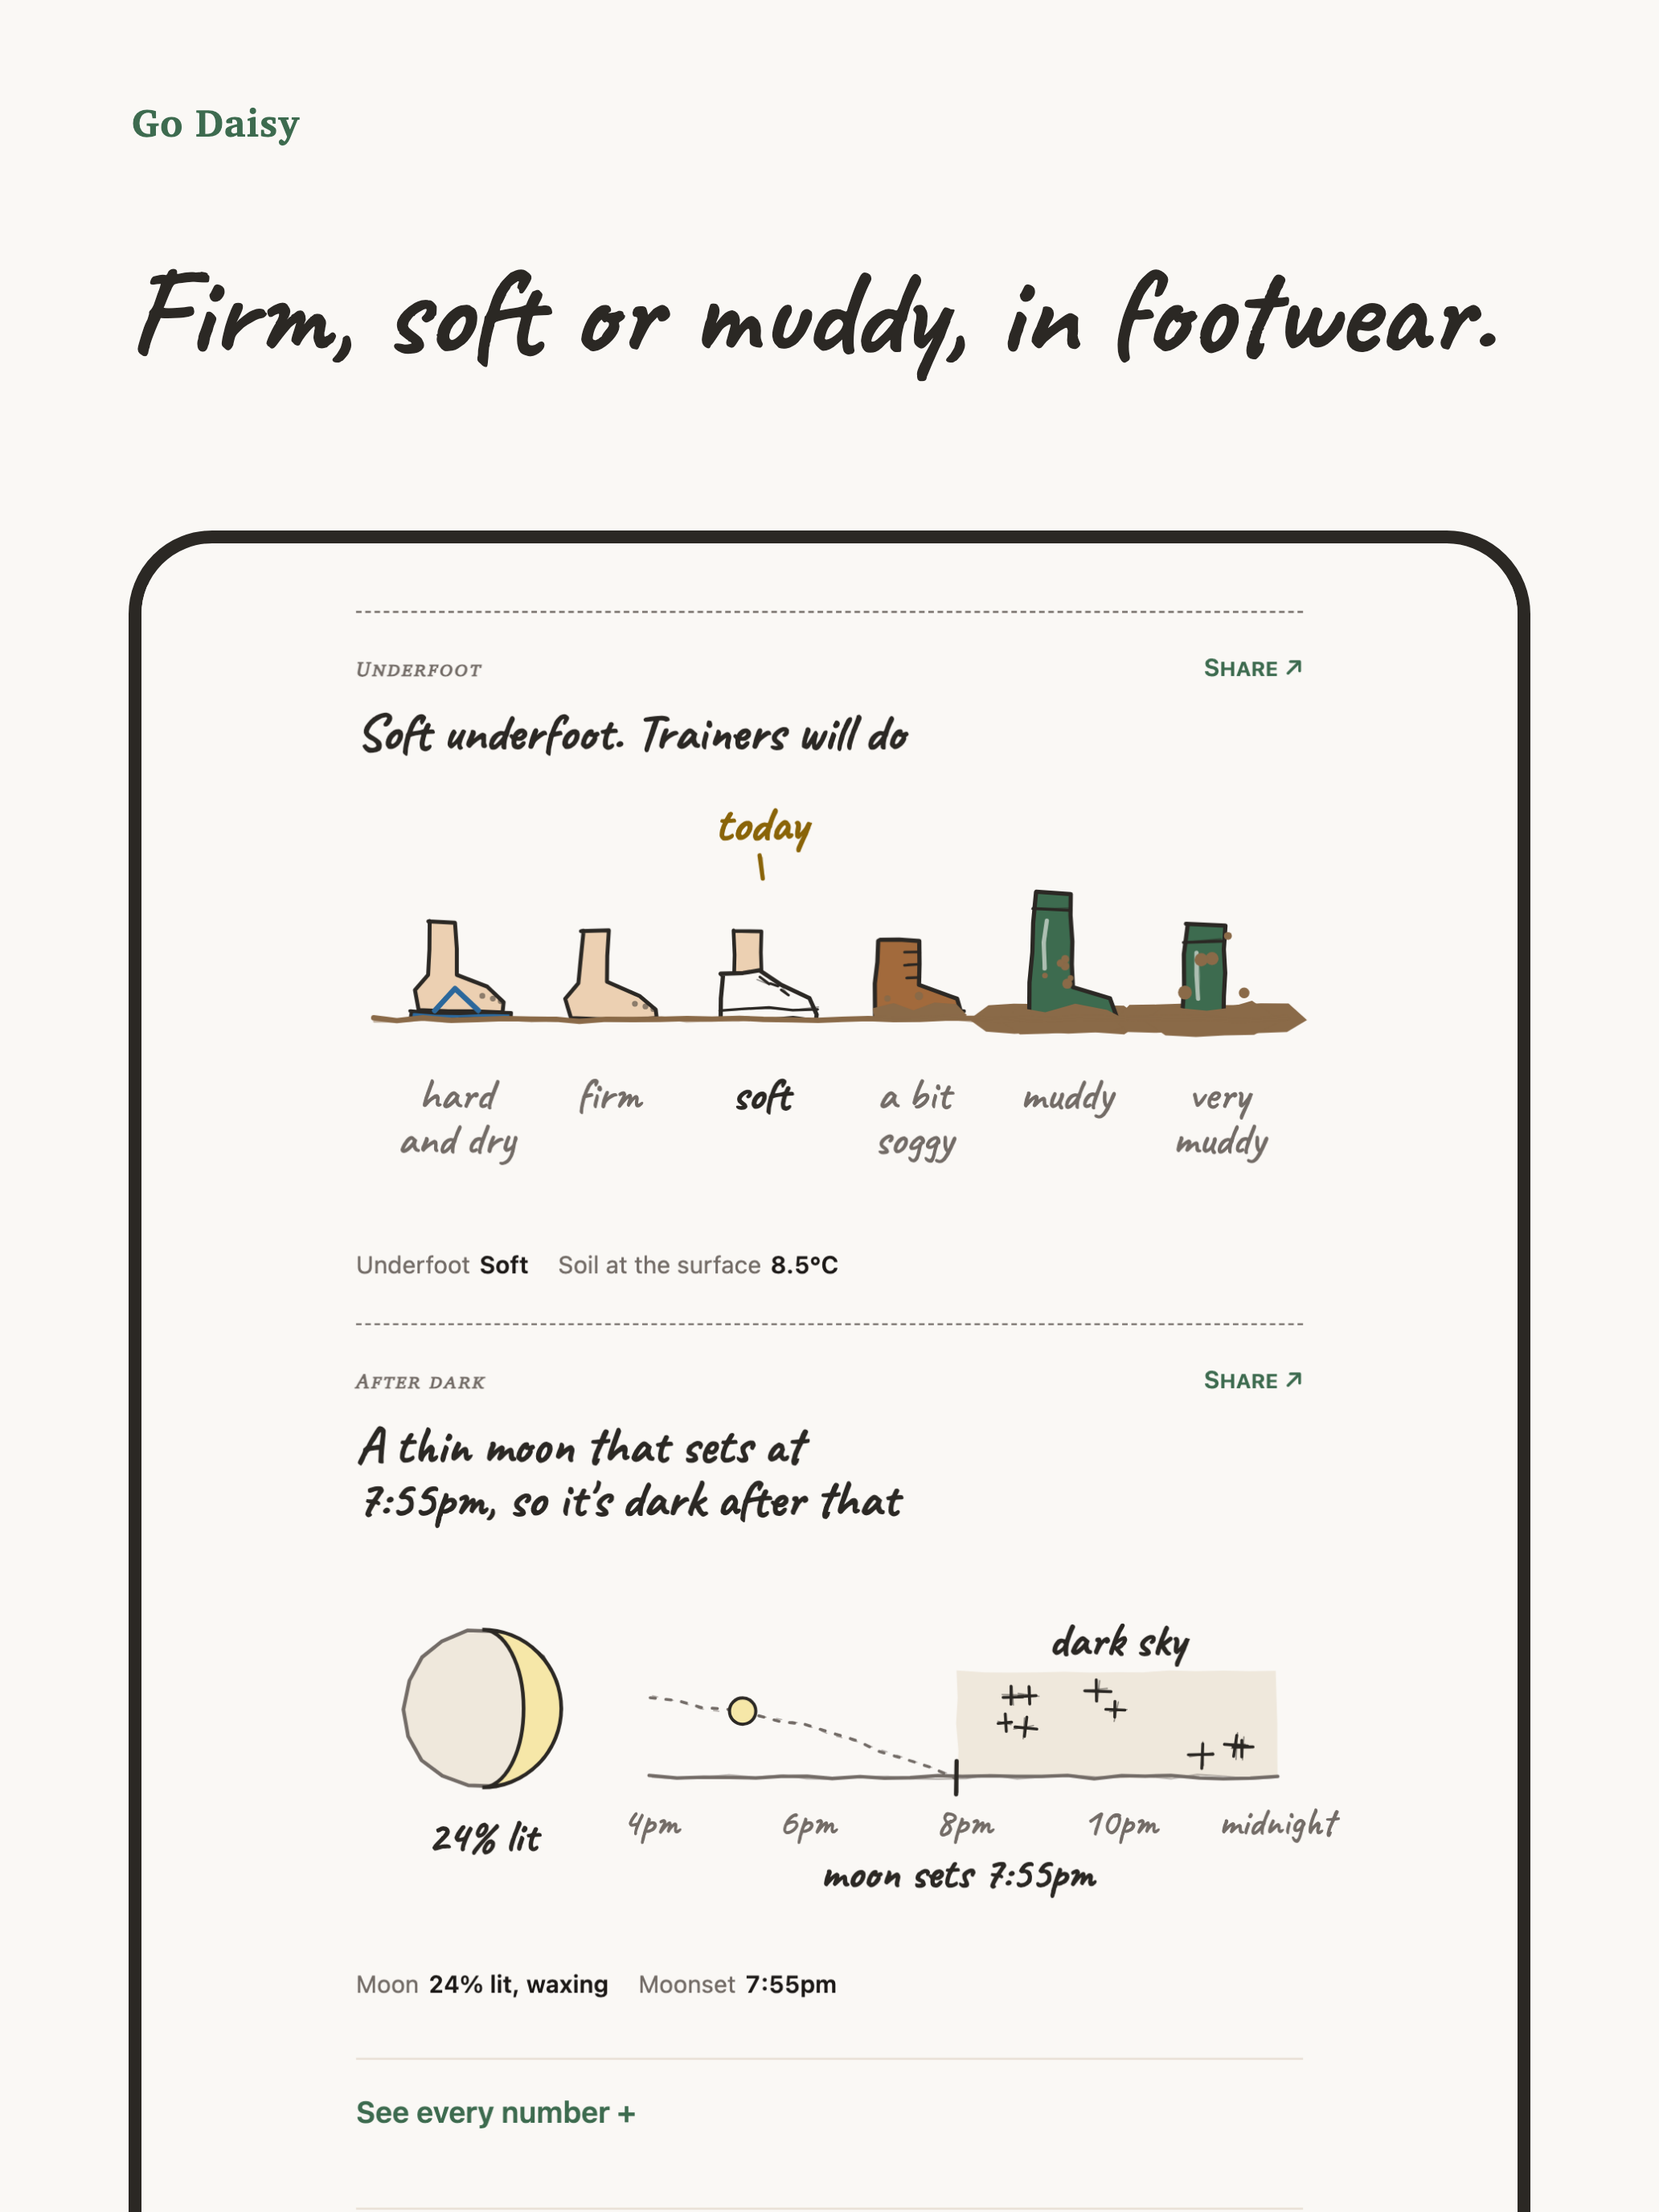 Go Daisy
Firm, soft or muddy, in footwear.
UNDERFOOT
SHARE ↗
Soft underfoot. Trainers will do
today
hard
and dry
firm
soft
a bit
soggy
muddy
very
muddy
Underfoot Soft Soil at the surface 8.5°C
AFTER DARK
SHARE ↗
A thin moon that sets at
7:55pm, so it's dark after that
dark sky
24% lit
4pm 6pm 8pm 10pm midnight
moon sets 7:55pm
Moon 24% lit, waxing Moonset 7:55pm
See every number +